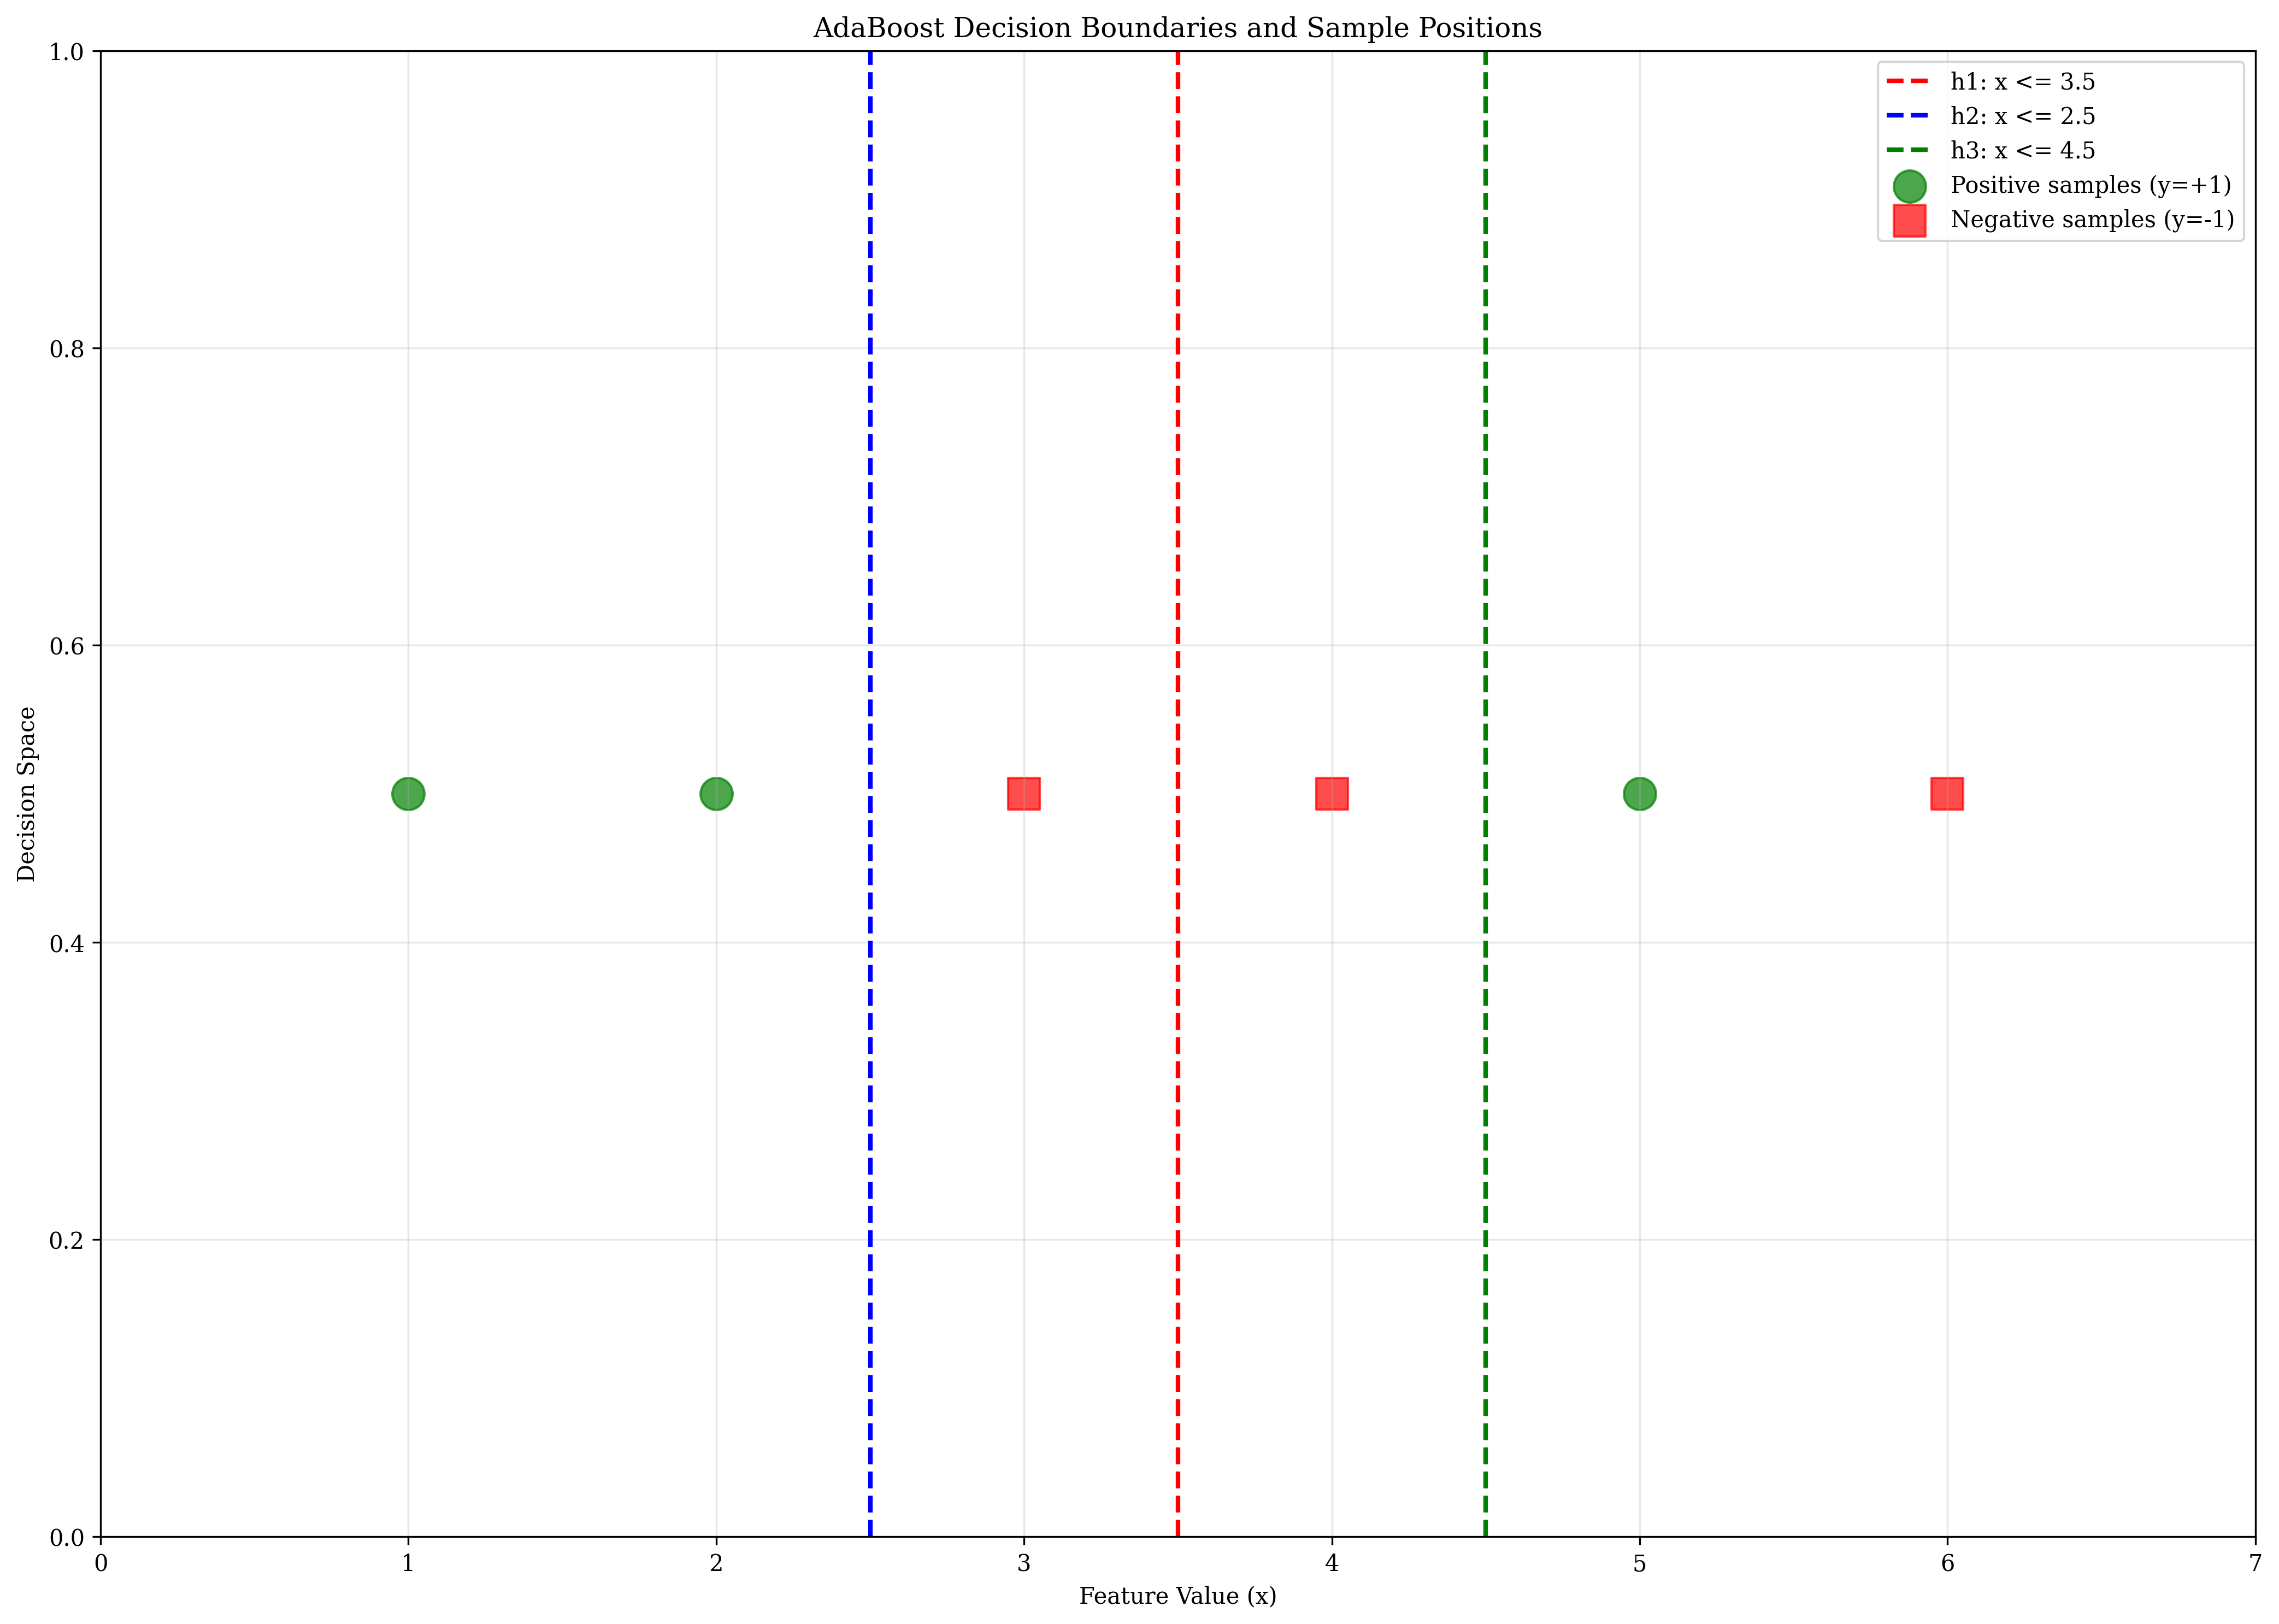 AdaBoost Decision Boundaries and Sample Positions
h1: x <= 3.5
h2: x <= 2.5
h3: x <= 4.5
Positive samples (y=+1)
Negative samples (y=-1)
Decision Space
1.0
0.8
0.6
0.4
0.2
0.0
0 1 2 3 4 5 6 7
Feature Value (x)